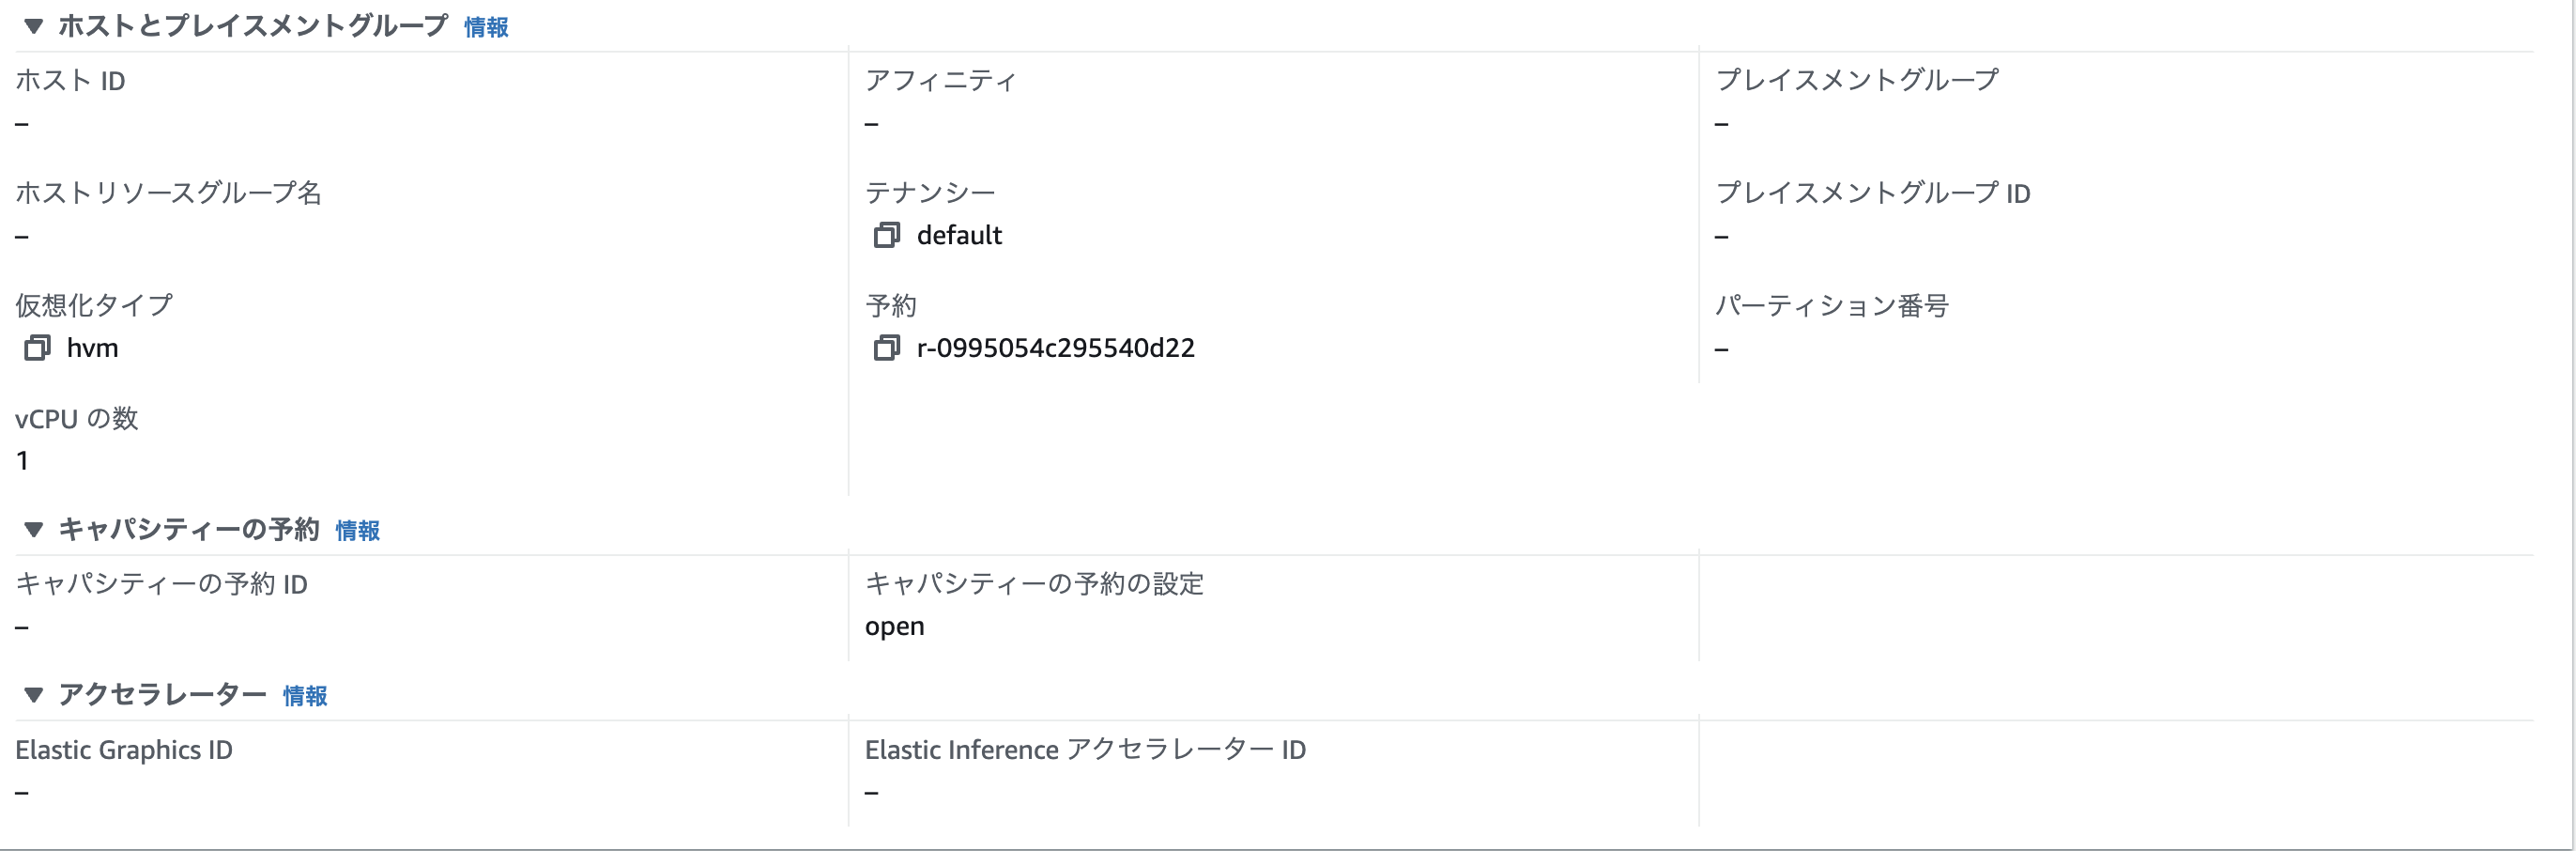 ▼ ホストとプレイスメントグループ 情報
ホスト ID
–
アフィニティ
–
プレイスメントグループ
–
ホストリソースグループ名
–
テナンシー
default
プレイスメントグループ ID
–
仮想化タイプ
hvm
予約
r-0995054c295540d22
パーティション番号
–
vCPU の数
1
▼ キャパシティーの予約 情報
キャパシティーの予約 ID
–
キャパシティーの予約の設定
open
▼ アクセラレーター 情報
Elastic Graphics ID
–
Elastic Inference アクセラレーター ID
–